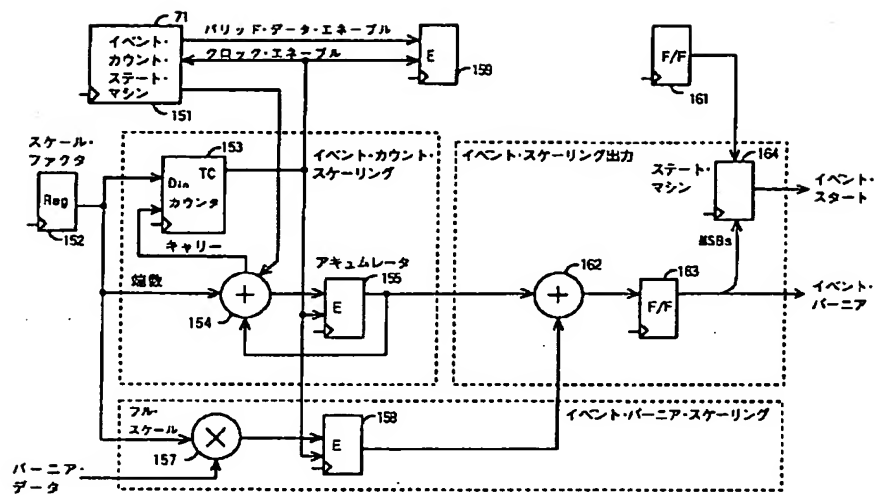 71
イベント・
カウント・
ステート・
マシン
151
バリッド・データ・エネーブル
クロック・エネーブル
E
159
F/F
161
スケール・
ファクタ
Reg
152
153
TC
Din
カウンタ
イベント・カウント・
スケーリング
キャリー
端数
+
154
アキュムレータ
155
E
イベント・スケーリング出力
ステート・
マシン
164
イベント・
スタート
MSBs
162
+
163
F/F
イベント・
バーニア
フル・
スケール
×
157
158
E
イベント・バーニア・スケーリング
バーニア・
データ